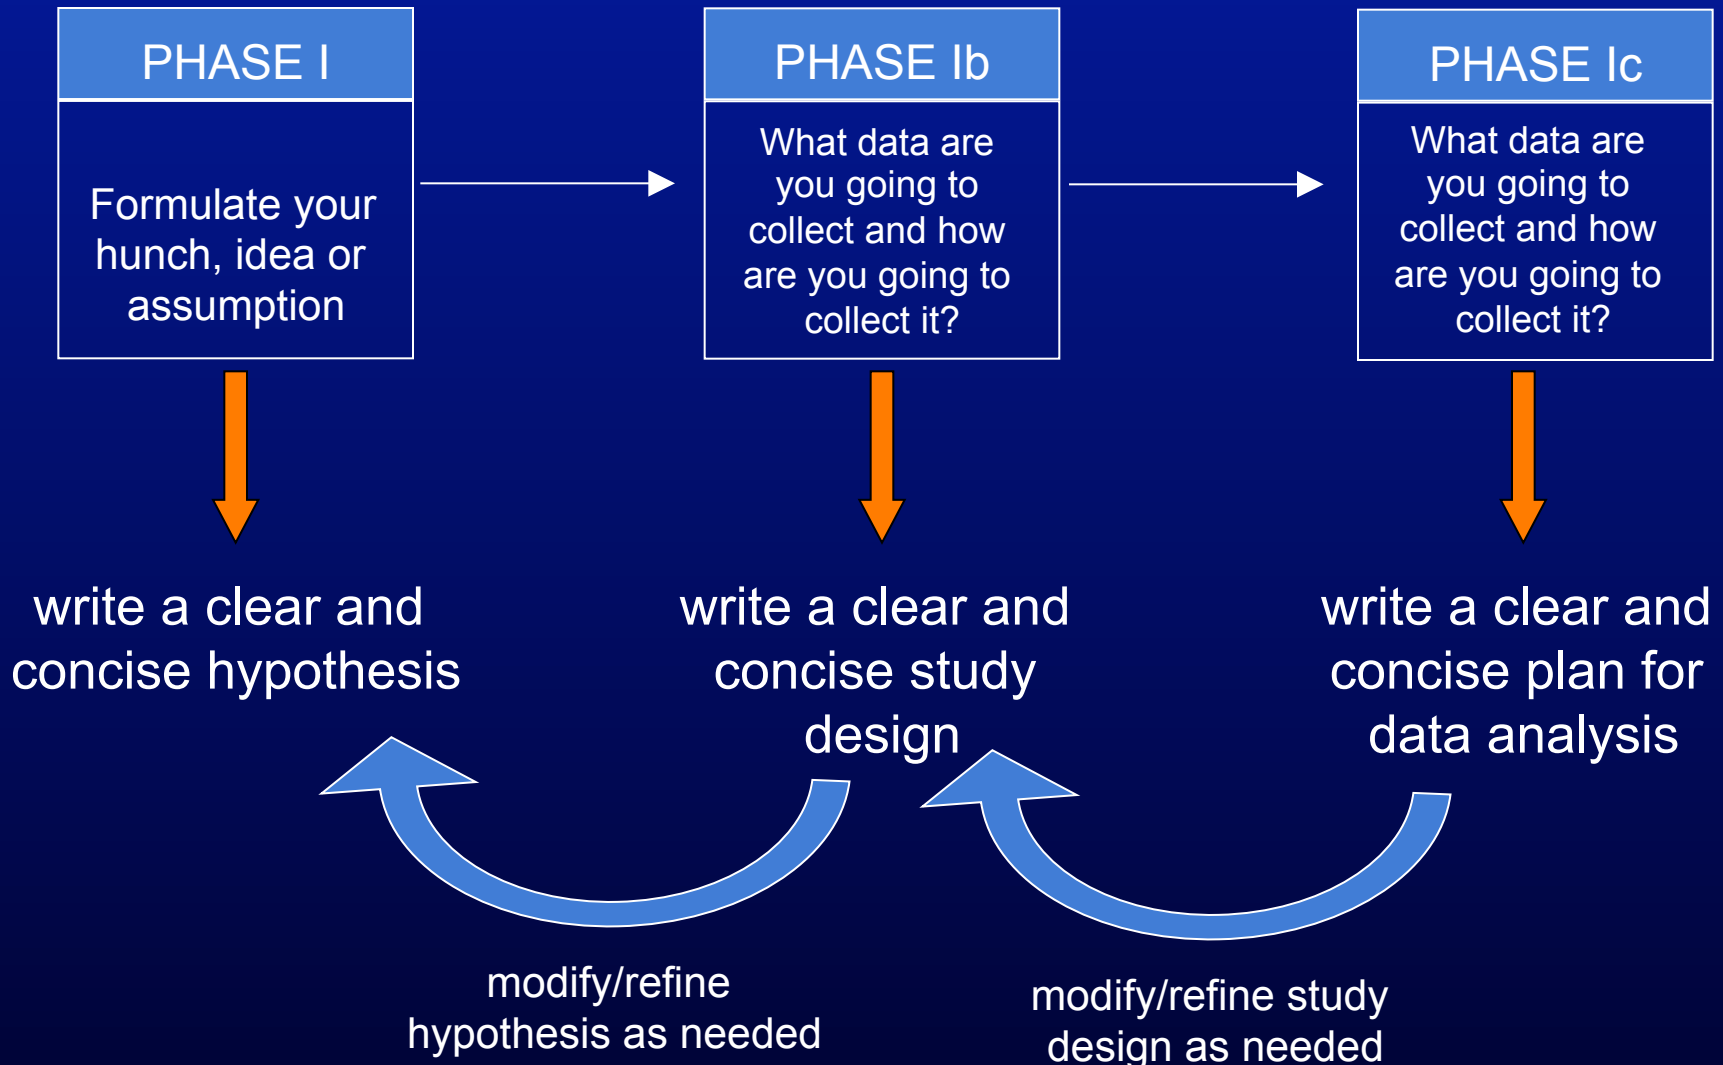 PHASE I
Formulate your
hunch, idea or
assumption
write a clear and
concise hypothesis
PHASE Ib
What data are
you going to
collect and how
are you going to
collect it?
write a clear and
concise study
design
PHASE Ic
What data are
you going to
collect and how
are you going to
collect it?
write a clear and
concise plan for
data analysis
modify/refine
hypothesis as needed
modify/refine study
design as needed